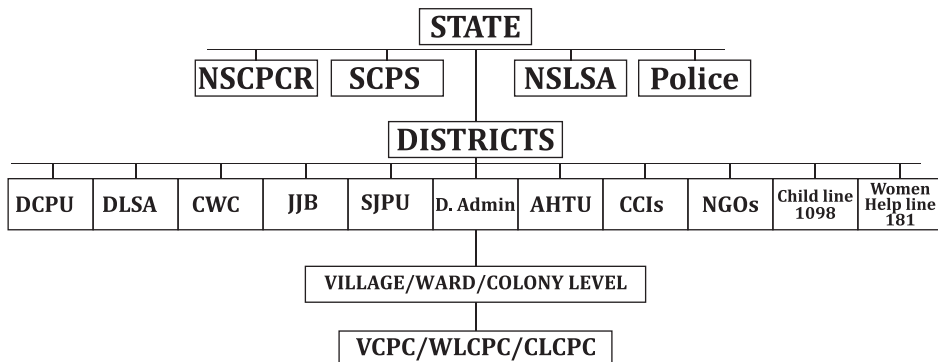 STATE
NSCPCR SCPS NSLSA Police
DISTRICTS
DCPU DLSA CWC JJB SJPU D. Admin AHTU CCIs NGOs Child line 1098 Women Help line 181
VILLAGE/WARD/COLONY LEVEL
VCPC/WLCPC/CLCPC